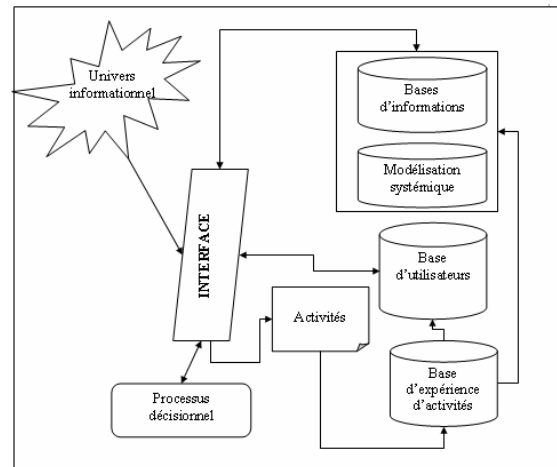 Univers
informationnel
Bases
d'informations
Modélisation
systémique
INTERFACE
Base
d'utilisateurs
Activités
Processus
décisionnel
Base
d'expérience
d'activités